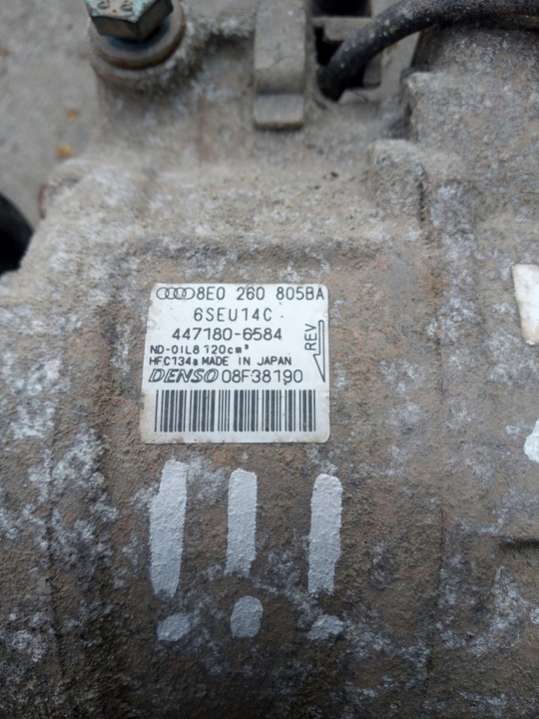 8E0 260 805BA
6SEU14C
447180-6584
ND-OIL8 120cm³
HFC134a MADE IN JAPAN
REV
DENSO 08F38190
!!!